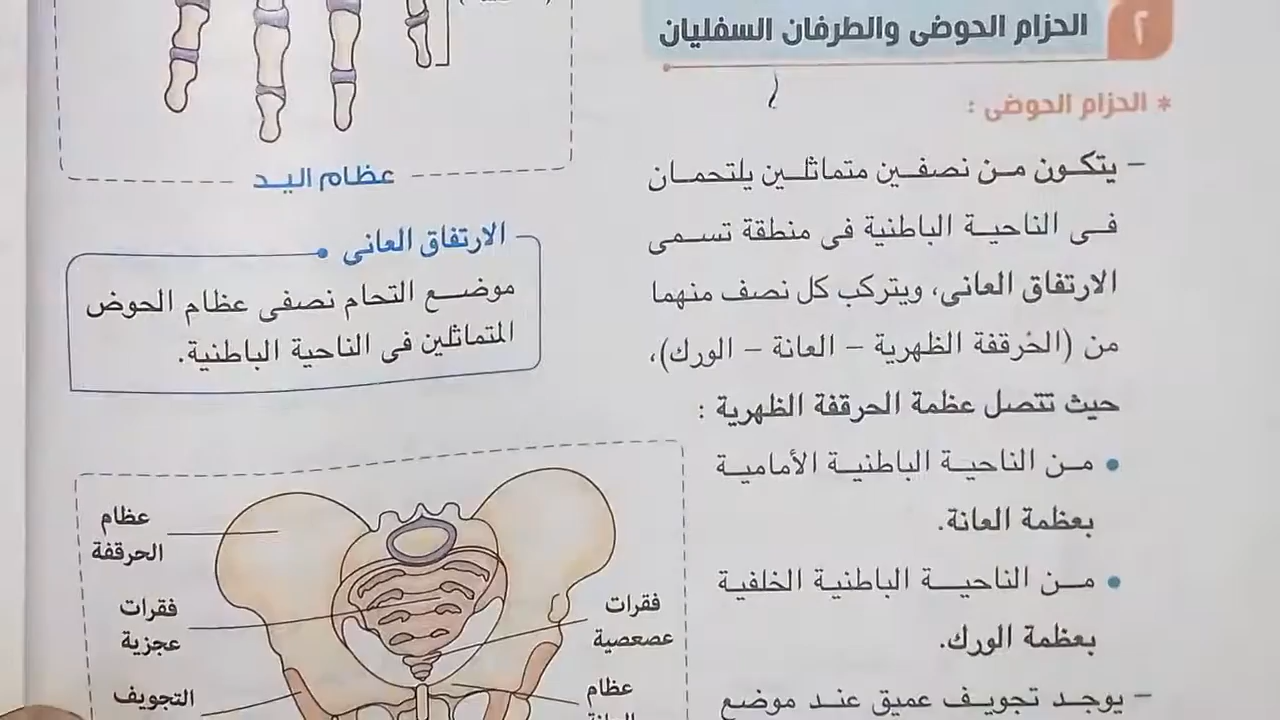 ٢
الحزام الحوضى والطرفان السفليان
* الحزام الحوضى :
– يتكون من نصفين متماثلين يلتحمان
فى الناحية الباطنية فى منطقة تسمى
الارتفاق العانى، ويتركب كل نصف منهما
من (الحُرقفة الظهرية – العانة – الورك)،
حيث تتصل عظمة الحرقفة الظهرية :
• من الناحية الباطنية الأمامية
بعظمة العانة.
• من الناحية الباطنية الخلفية
بعظمة الورك.
– يوجد تجويف عميق عند موضع
عظام اليد
الارتفاق العانى
موضع التحام نصفى عظام الحوض
المتماثلين فى الناحية الباطنية.
عظام
الحرقفة
فقرات
عجزية
التجويف
فقرات
عصعصية
عظام